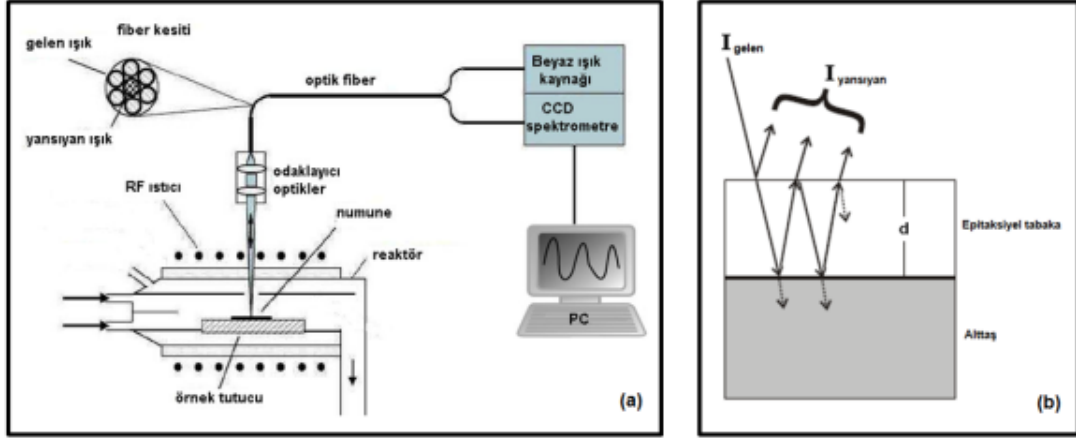 fiber kesiti
gelen ışık
yansıyan ışık
optik fiber
Beyaz ışık
kaynağı
CCD
spektrometre
odaklayıcı
optikler
RF ıstıcı
numune
reaktör
PC
örnek tutucu
(a)
I gelen
I yansıyan
d
Epitaksiyel tabaka
Alttaş
(b)